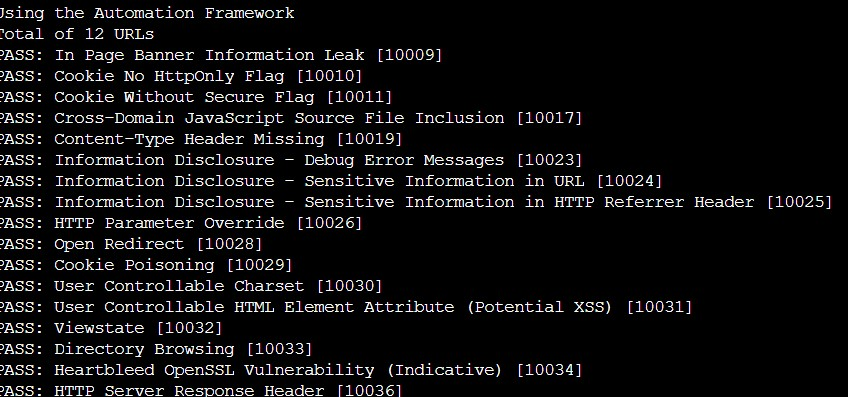 Using the Automation Framework
Total of 12 URLs
PASS: In Page Banner Information Leak [10009]
PASS: Cookie No HttpOnly Flag [10010]
PASS: Cookie Without Secure Flag [10011]
PASS: Cross-Domain JavaScript Source File Inclusion [10017]
PASS: Content-Type Header Missing [10019]
PASS: Information Disclosure - Debug Error Messages [10023]
PASS: Information Disclosure - Sensitive Information in URL [10024]
PASS: Information Disclosure - Sensitive Information in HTTP Referrer Header [10025]
PASS: HTTP Parameter Override [10026]
PASS: Open Redirect [10028]
PASS: Cookie Poisoning [10029]
PASS: User Controllable Charset [10030]
PASS: User Controllable HTML Element Attribute (Potential XSS) [10031]
PASS: Viewstate [10032]
PASS: Directory Browsing [10033]
PASS: Heartbleed OpenSSL Vulnerability (Indicative) [10034]
PASS: HTTP Server Response Header [10036]